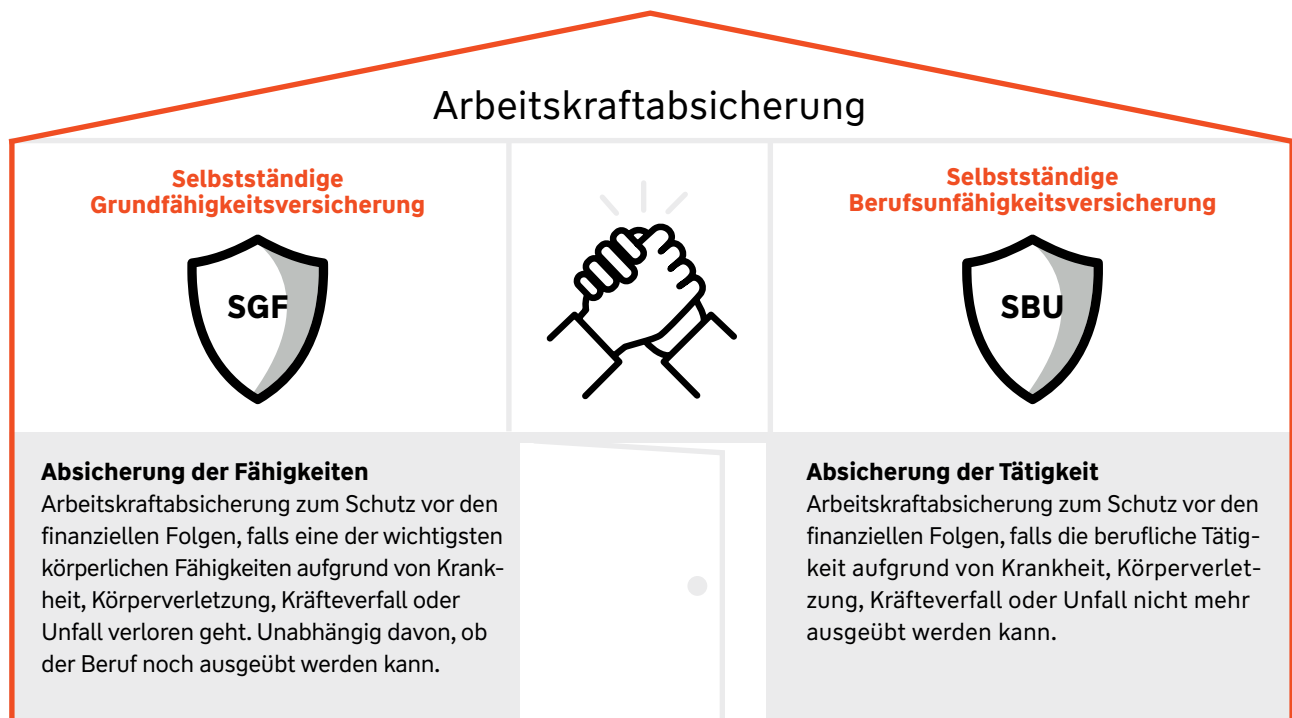 Arbeitskraftabsicherung
Selbstständige
Grundfähigkeitsversicherung
SGF
Absicherung der Fähigkeiten
Arbeitskraftabsicherung zum Schutz vor den
finanziellen Folgen, falls eine der wichtigsten
körperlichen Fähigkeiten aufgrund von Krank-
heit, Körperverletzung, Kräfteverfall oder
Unfall verloren geht. Unabhängig davon, ob
der Beruf noch ausgeübt werden kann.
Selbstständige
Berufsunfähigkeitsversicherung
SBU
Absicherung der Tätigkeit
Arbeitskraftabsicherung zum Schutz vor den
finanziellen Folgen, falls die berufliche Tätig-
keit aufgrund von Krankheit, Körperverlet-
zung, Kräfteverfall oder Unfall nicht mehr
ausgeübt werden kann.